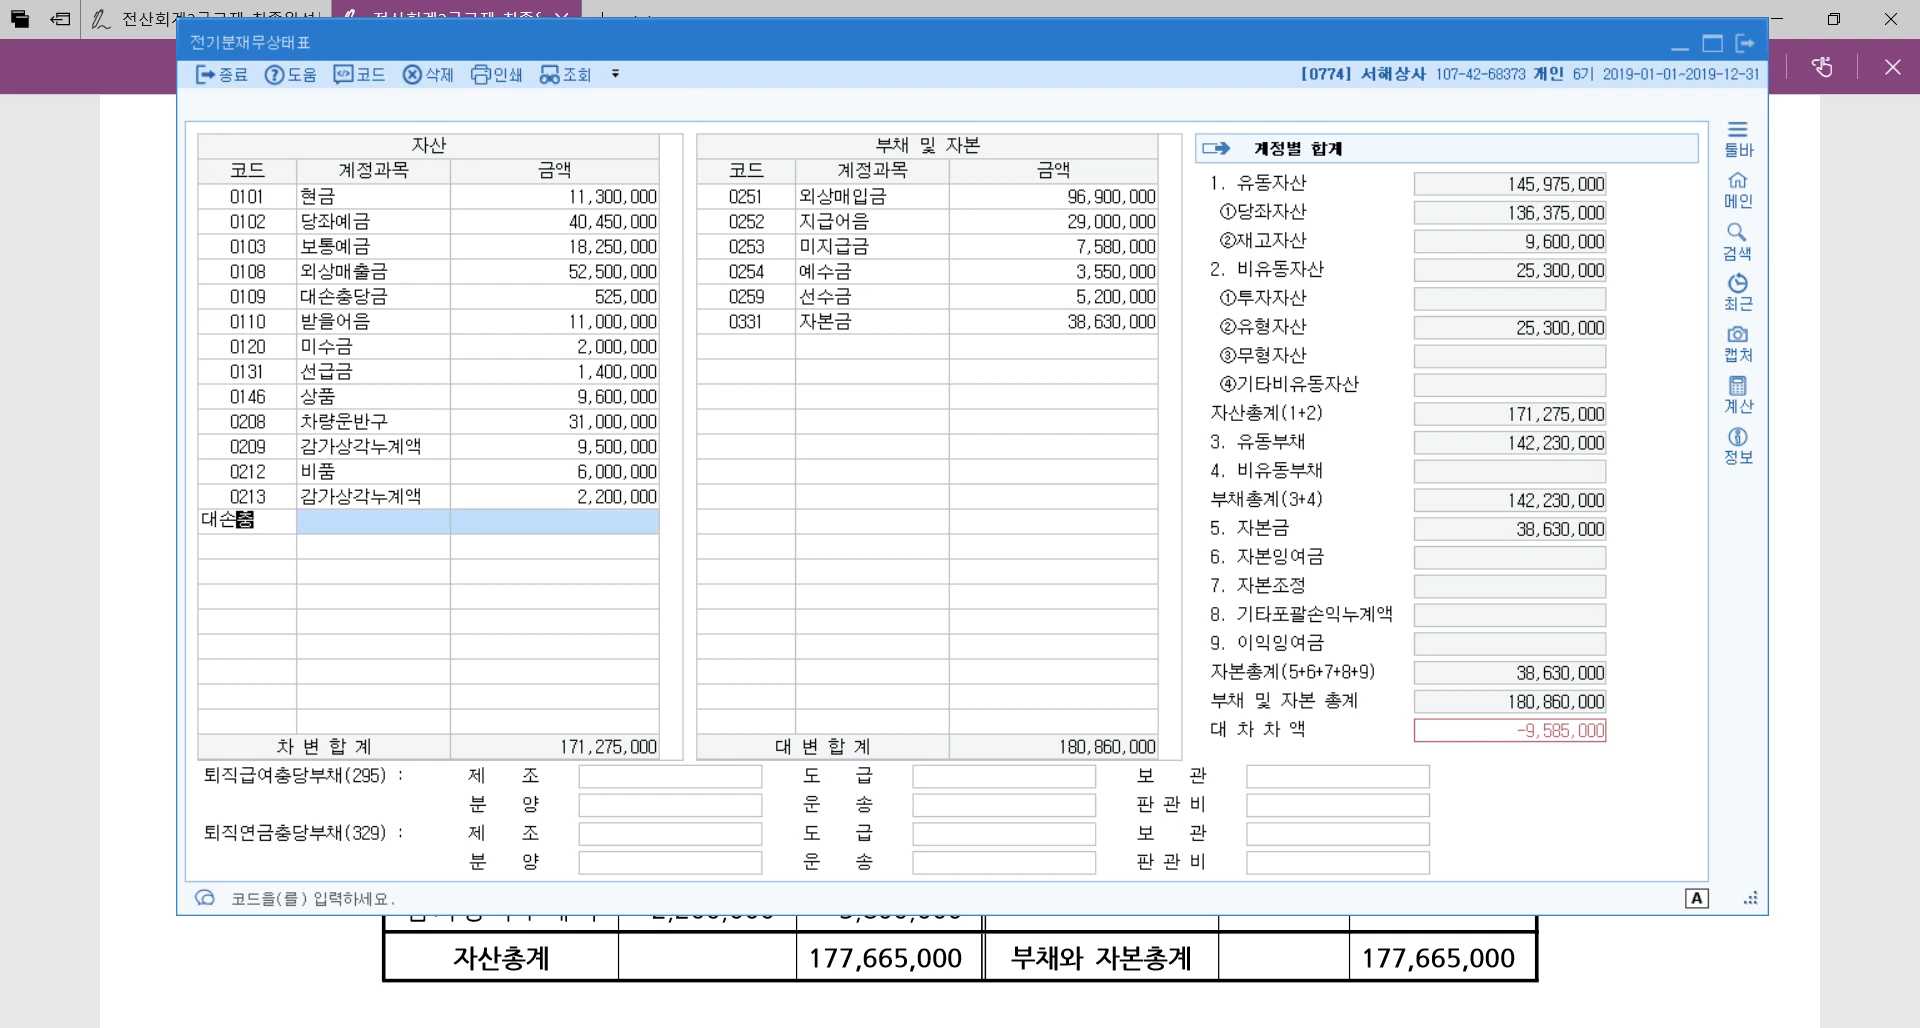 전산회계2급교재_최종완성
전기분재무상태표
종료 도움 코드 삭제 인쇄 조회
[0774] 서해상사 107-42-68373 개인 6기 2019-01-01~2019-12-31
자산
코드 계정과목 금액
0101 현금 11,300,000
0102 당좌예금 40,450,000
0103 보통예금 18,250,000
0108 외상매출금 52,500,000
0109 대손충당금 525,000
0110 받을어음 11,000,000
0120 미수금 2,000,000
0131 선급금 1,400,000
0146 상품 9,600,000
0208 차량운반구 31,000,000
0209 감가상각누계액 9,500,000
0212 비품 6,000,000
0213 감가상각누계액 2,200,000
대손충
차 변 합 계 171,275,000
부채 및 자본
코드 계정과목 금액
0251 외상매입금 96,900,000
0252 지급어음 29,000,000
0253 미지급금 7,580,000
0254 예수금 3,550,000
0259 선수금 5,200,000
0331 자본금 38,630,000
대 변 합 계 180,860,000
계정별 합계
1. 유동자산 145,975,000
①당좌자산 136,375,000
②재고자산 9,600,000
2. 비유동자산 25,300,000
①투자자산
②유형자산 25,300,000
③무형자산
④기타비유동자산
자산총계(1+2) 171,275,000
3. 유동부채 142,230,000
4. 비유동부채
부채총계(3+4) 142,230,000
5. 자본금 38,630,000
6. 자본잉여금
7. 자본조정
8. 기타포괄손익누계액
9. 이익잉여금
자본총계(5+6+7+8+9) 38,630,000
부채 및 자본 총계 180,860,000
대 차 차 액 -9,585,000
툴바
메인
검색
최근
캡처
계산
정보
퇴직급여충당부채(295) : 제 조 도 급 보 관
분 양 운 송 판 관 비
퇴직연금충당부채(329) : 제 조 도 급 보 관
분 양 운 송 판 관 비
코드을(를) 입력하세요.
A
자산총계 177,665,000 부채와 자본총계 177,665,000